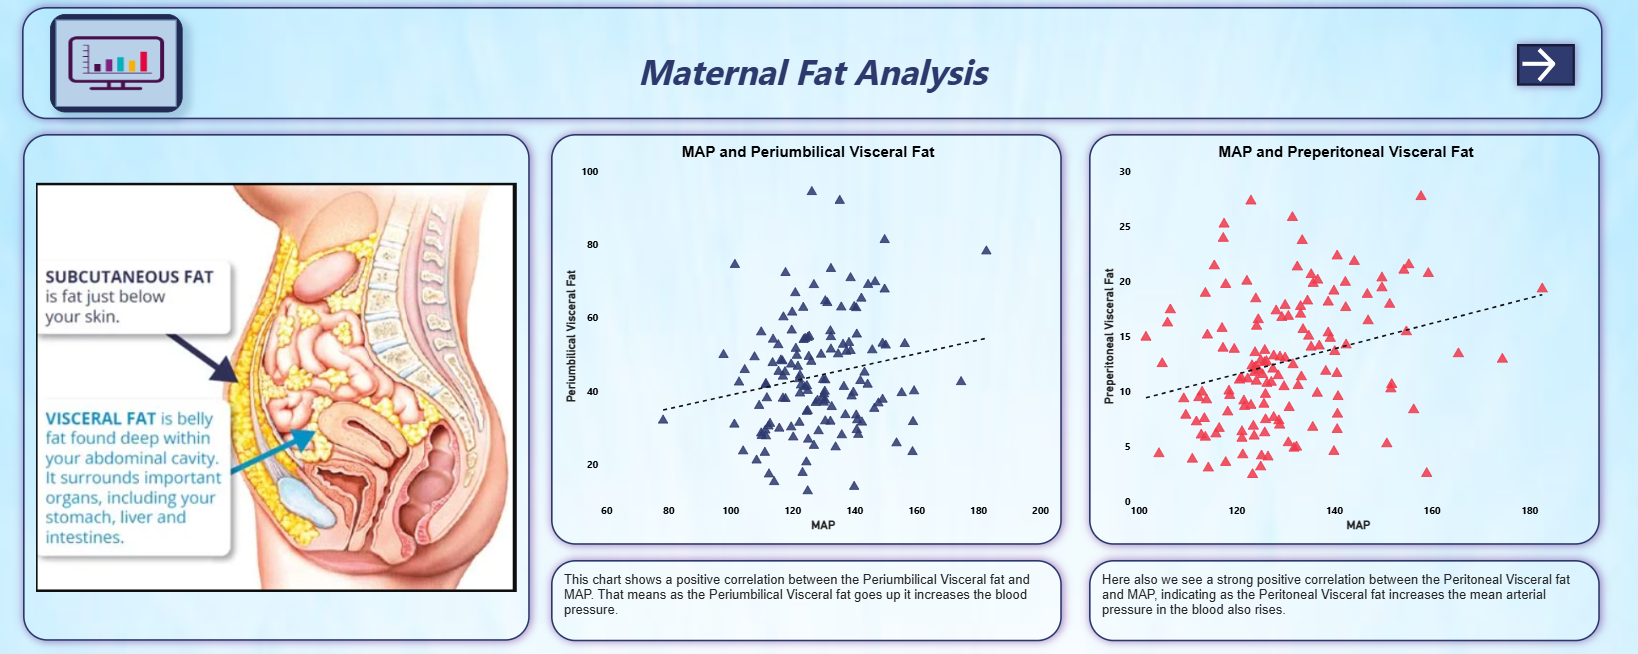 Maternal Fat Analysis
SUBCUTANEOUS FAT
is fat just below
your skin.
VISCERAL FAT is belly
fat found deep within
your abdominal cavity.
It surrounds important
organs, including your
stomach, liver and
intestines.
MAP and Periumbilical Visceral Fat
100
80
60
40
20
Periumbilical Visceral Fat
60 80 100 120 140 160 180 200
MAP
This chart shows a positive correlation between the Periumbilical Visceral fat and
MAP. That means as the Periumbilical Visceral fat goes up it increases the blood
pressure.
MAP and Preperitoneal Visceral Fat
30
25
20
15
10
5
0
Preperitoneal Visceral Fat
100 120 140 160 180
MAP
Here also we see a strong positive correlation between the Peritoneal Visceral fat
and MAP, indicating as the Peritoneal Visceral fat increases the mean arterial
pressure in the blood also rises.